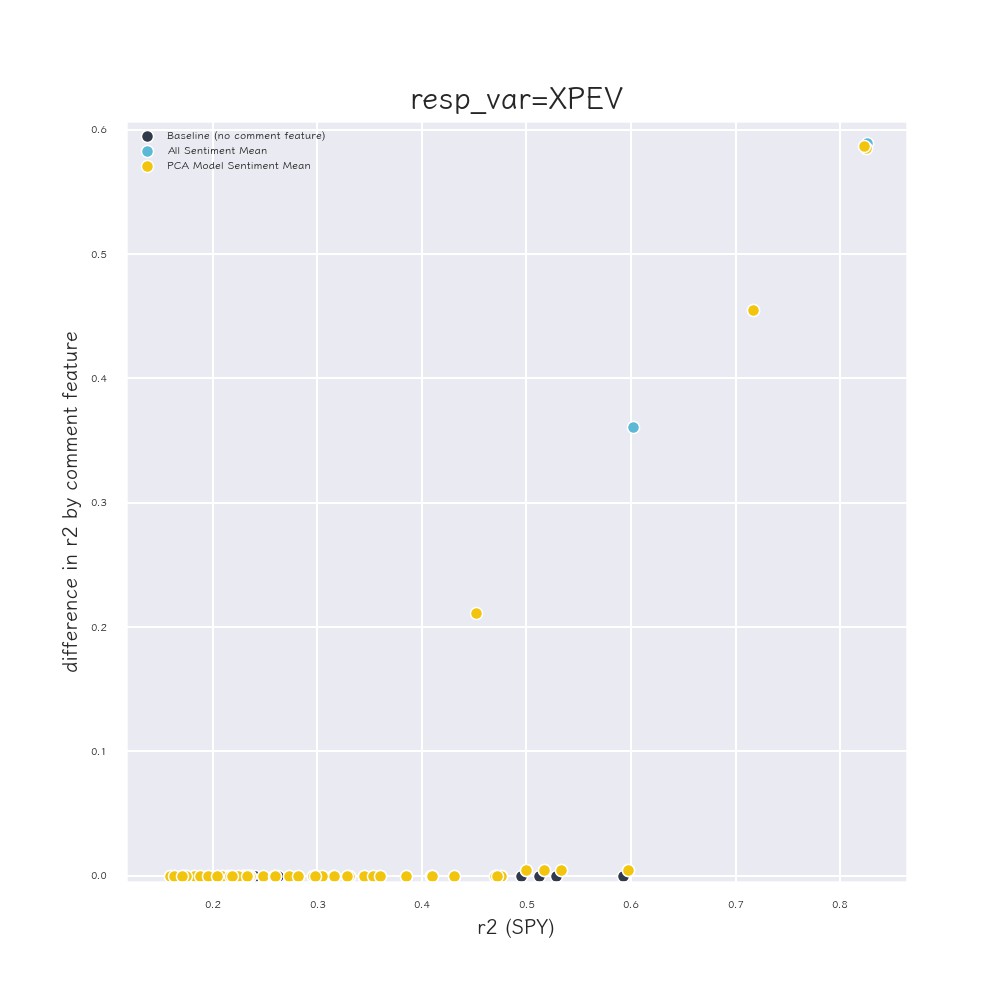 resp_var=XPEV
0.6
Baseline (no comment feature)
All Sentiment Mean
PCA Model Sentiment Mean
0.5
0.4
0.3
0.2
0.1
0.0
difference in r2 by comment feature
0.2 0.3 0.4 0.5 0.6 0.7 0.8
r2 (SPY)